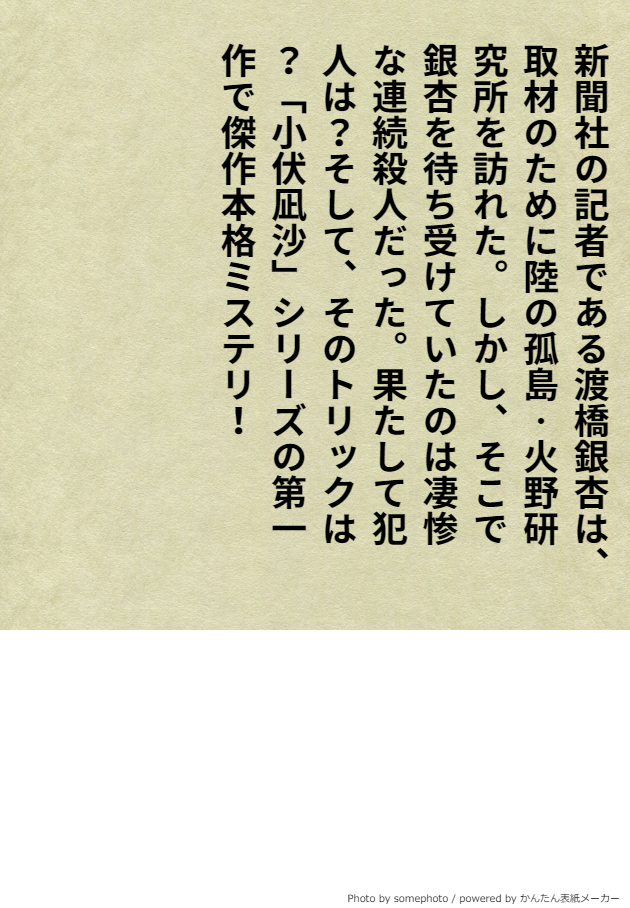 新聞社の記者である渡橋銀杏は、
取材のために陸の孤島・火野研
究所を訪れた。しかし、そこで
銀杏を待ち受けていたのは凄惨
な連続殺人だった。果たして犯
人は？そして、そのトリックは
？「小伏凪沙」シリーズの第一
作で傑作本格ミステリ！
Photo by somephoto / powered by かんたん表紙メーカー